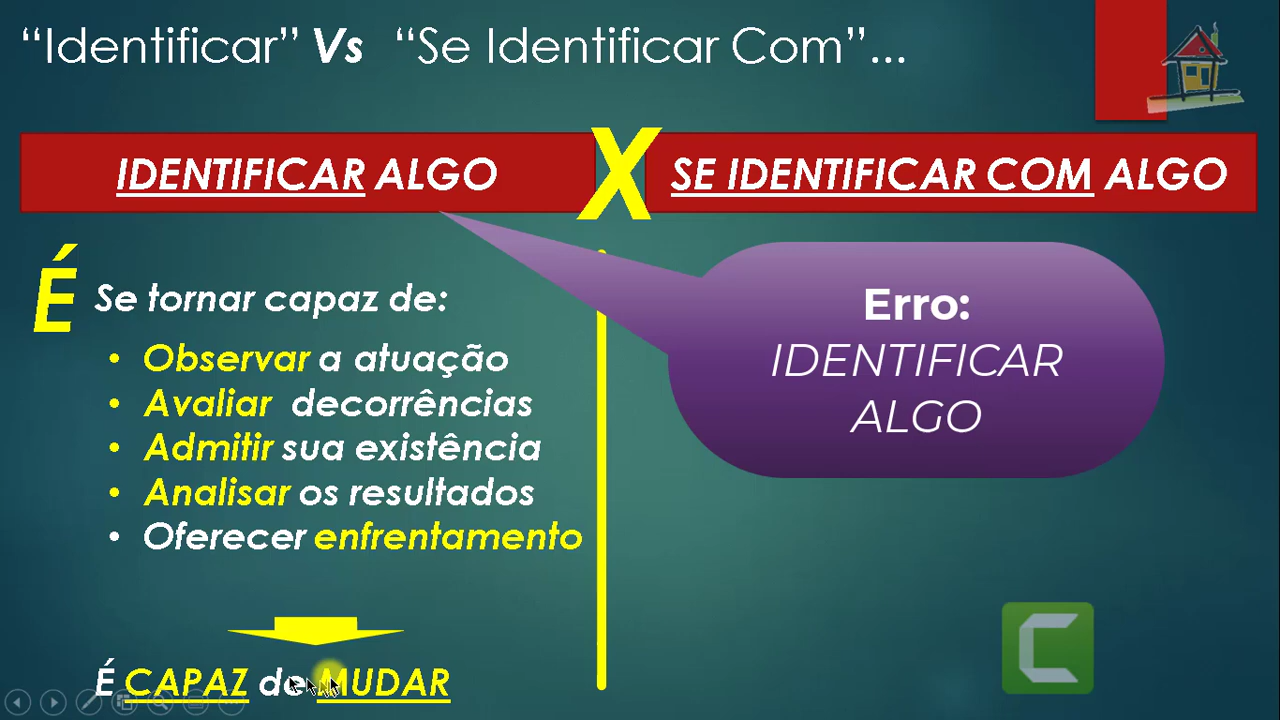 “Identificar” Vs “Se Identificar Com”...
IDENTIFICAR ALGO X SE IDENTIFICAR COM ALGO
É Se tornar capaz de:
• Observar a atuação
• Avaliar decorrências
• Admitir sua existência
• Analisar os resultados
• Oferecer enfrentamento
É CAPAZ de MUDAR
Erro:
IDENTIFICAR
ALGO
C